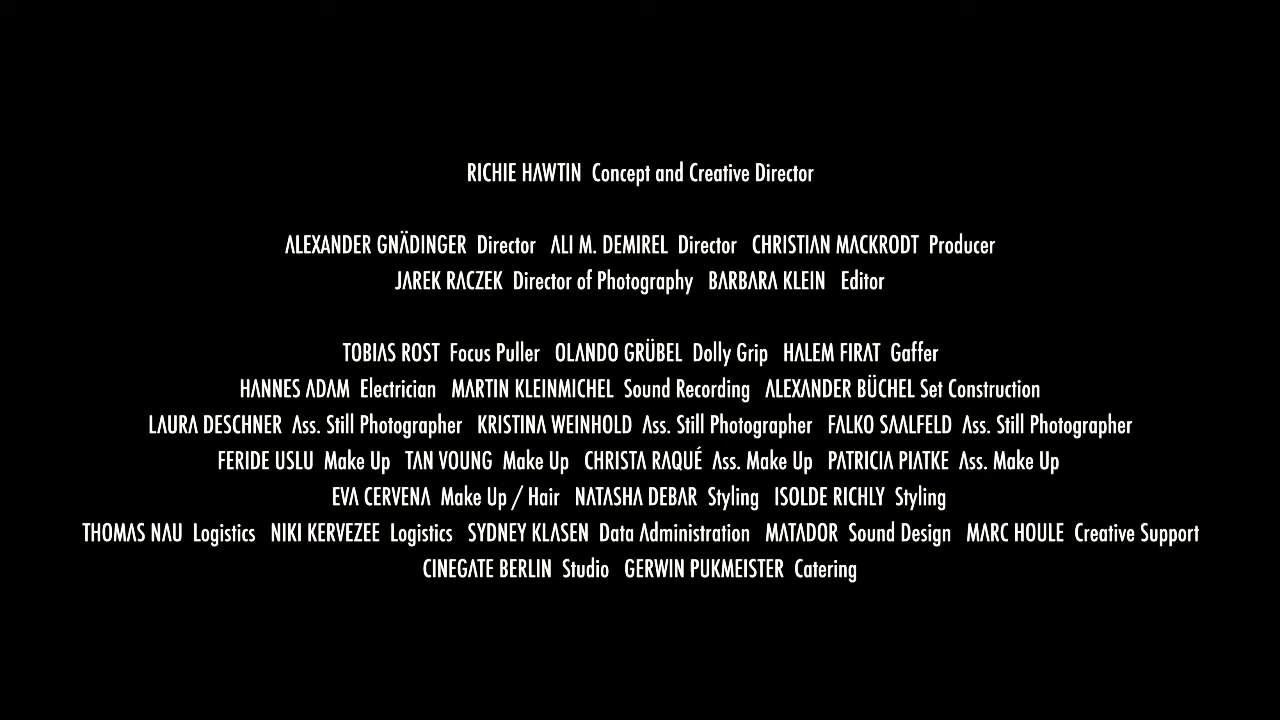 RICHIE HAWTIN Concept and Creative Director
ALEXANDER GNÄDINGER Director ALI M. DEMIREL Director CHRISTIAN MACKRODT Producer
JAREK RACZEK Director of Photography BARBARA KLEIN Editor
TOBIAS ROST Focus Puller OLANDO GRÜBEL Dolly Grip HALEM FIRAT Gaffer
HANNES ADAM Electrician MARTIN KLEINMICHEL Sound Recording ALEXANDER BÜCHEL Set Construction
LAURA DESCHNER Ass. Still Photographer KRISTINA WEINHOLD Ass. Still Photographer FALKO SAALFELD Ass. Still Photographer
FERIDE USLU Make Up TAN VOUNG Make Up CHRISTA RAQUÉ Ass. Make Up PATRICIA PIATKE Ass. Make Up
EVA CERVENA Make Up / Hair NATASHA DEBAR Styling ISOLDE RICHLY Styling
THOMAS NAU Logistics NIKI KERVEZEE Logistics SYDNEY KLASEN Data Administration MATADOR Sound Design MARC HOULE Creative Support
CINEGATE BERLIN Studio GERWIN PUKMEISTER Catering